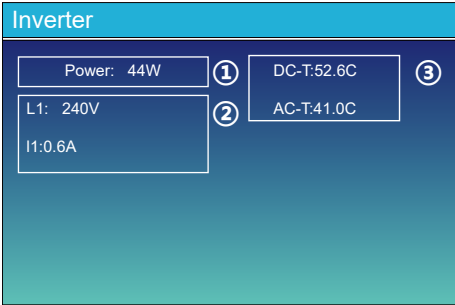 Inverter
Power: 44W
①
L1: 240V
I1:0.6A
②
DC-T:52.6C
AC-T:41.0C
③